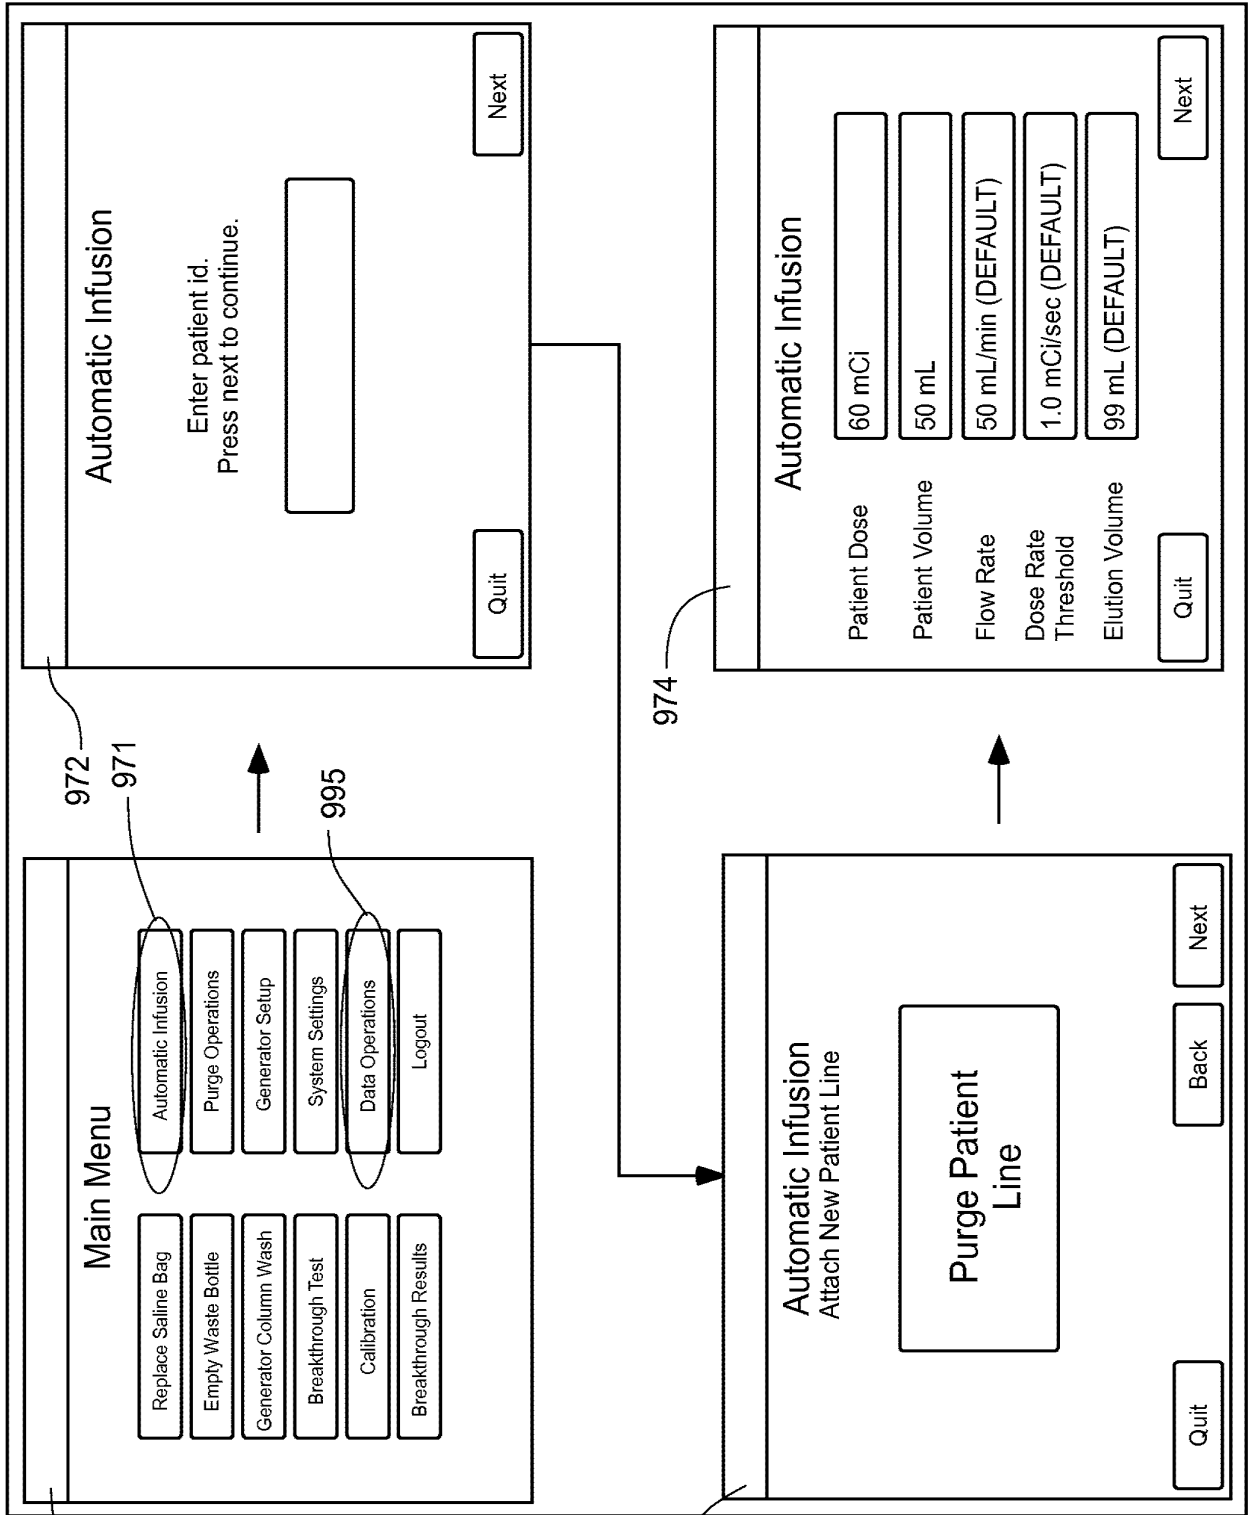 Main Menu
Replace Saline Bag
Automatic Infusion
Empty Waste Bottle
Purge Operations
Generator Column Wash
Generator Setup
Breakthrough Test
System Settings
Calibration
Data Operations
Breakthrough Results
Logout
971
995
972
Automatic Infusion
Enter patient id.
Press next to continue.
Quit
Next
Automatic Infusion
Attach New Patient Line
Purge Patient
Line
Quit
Back
Next
974
Automatic Infusion
Patient Dose
60 mCi
Patient Volume
50 mL
Flow Rate
50 mL/min (DEFAULT)
Dose Rate
Threshold
1.0 mCi/sec (DEFAULT)
Elution Volume
99 mL (DEFAULT)
Quit
Next